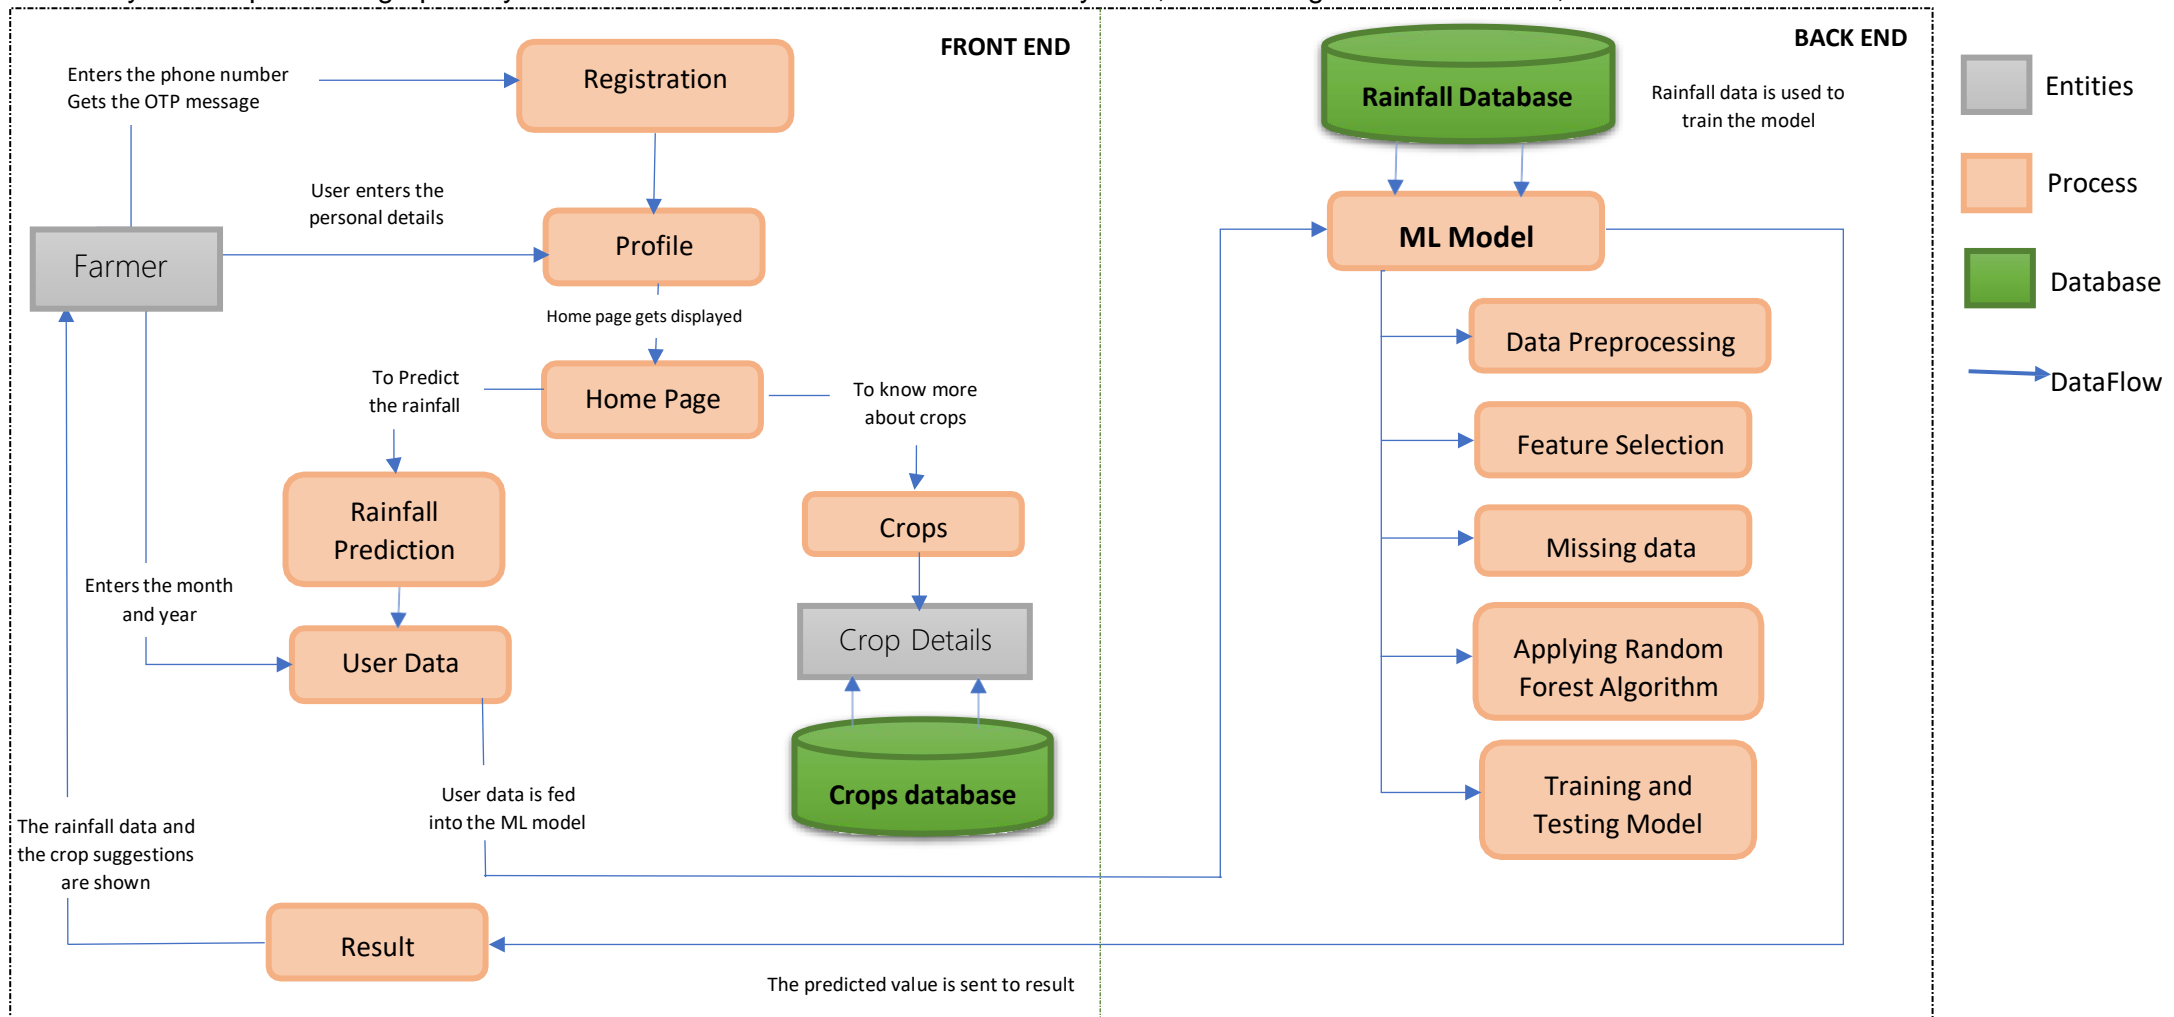 FRONT END
BACK END
Enters the phone number
Gets the OTP message
Registration
Rainfall Database
Rainfall data is used to
train the model
Entities
Process
Database
DataFlow
User enters the
personal details
Farmer
Profile
ML Model
Home page gets displayed
Data Preprocessing
To Predict
the rainfall
Home Page
To know more
about crops
Feature Selection
Rainfall
Prediction
Crops
Missing data
Enters the month
and year
User Data
Crop Details
Applying Random
Forest Algorithm
User data is fed
into the ML model
Crops database
Training and
Testing Model
The rainfall data and
the crop suggestions
are shown
Result
The predicted value is sent to result